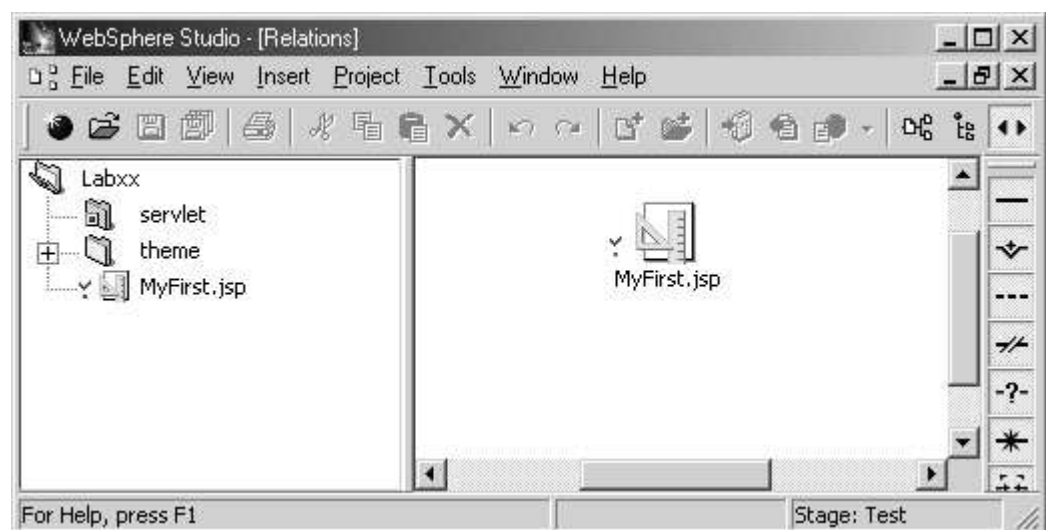 WebSphere Studio - [Relations]
File Edit View Insert Project Tools Window Help
Labxx
servlet
theme
MyFirst.jsp
MyFirst.jsp
-?-
For Help, press F1
Stage: Test